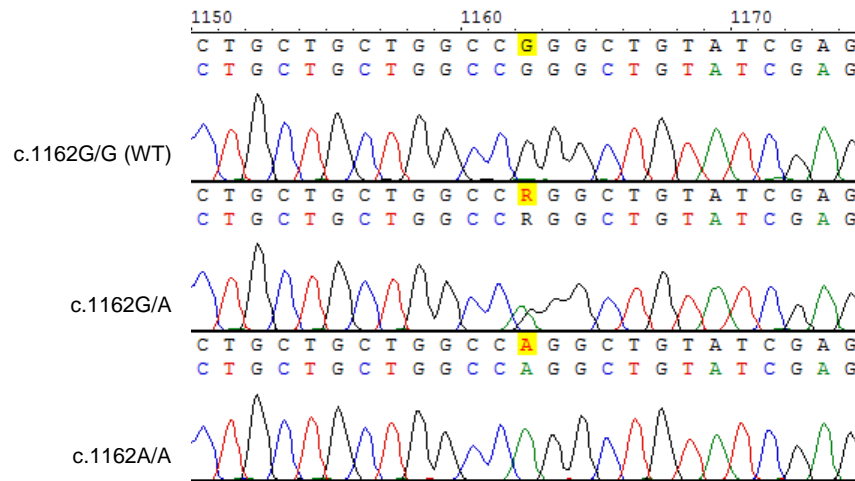 1150 1160 1170
C T G C T G C T G G C C G G G C T G T A T C G A G
C T G C T G C T G G C C G G G C T G T A T C G A G
c.1162G/G (WT)
C T G C T G C T G G C C R G G C T G T A T C G A G
C T G C T G C T G G C C R G G C T G T A T C G A G
c.1162G/A
C T G C T G C T G G C C A G G C T G T A T C G A G
C T G C T G C T G G C C A G G C T G T A T C G A G
c.1162A/A